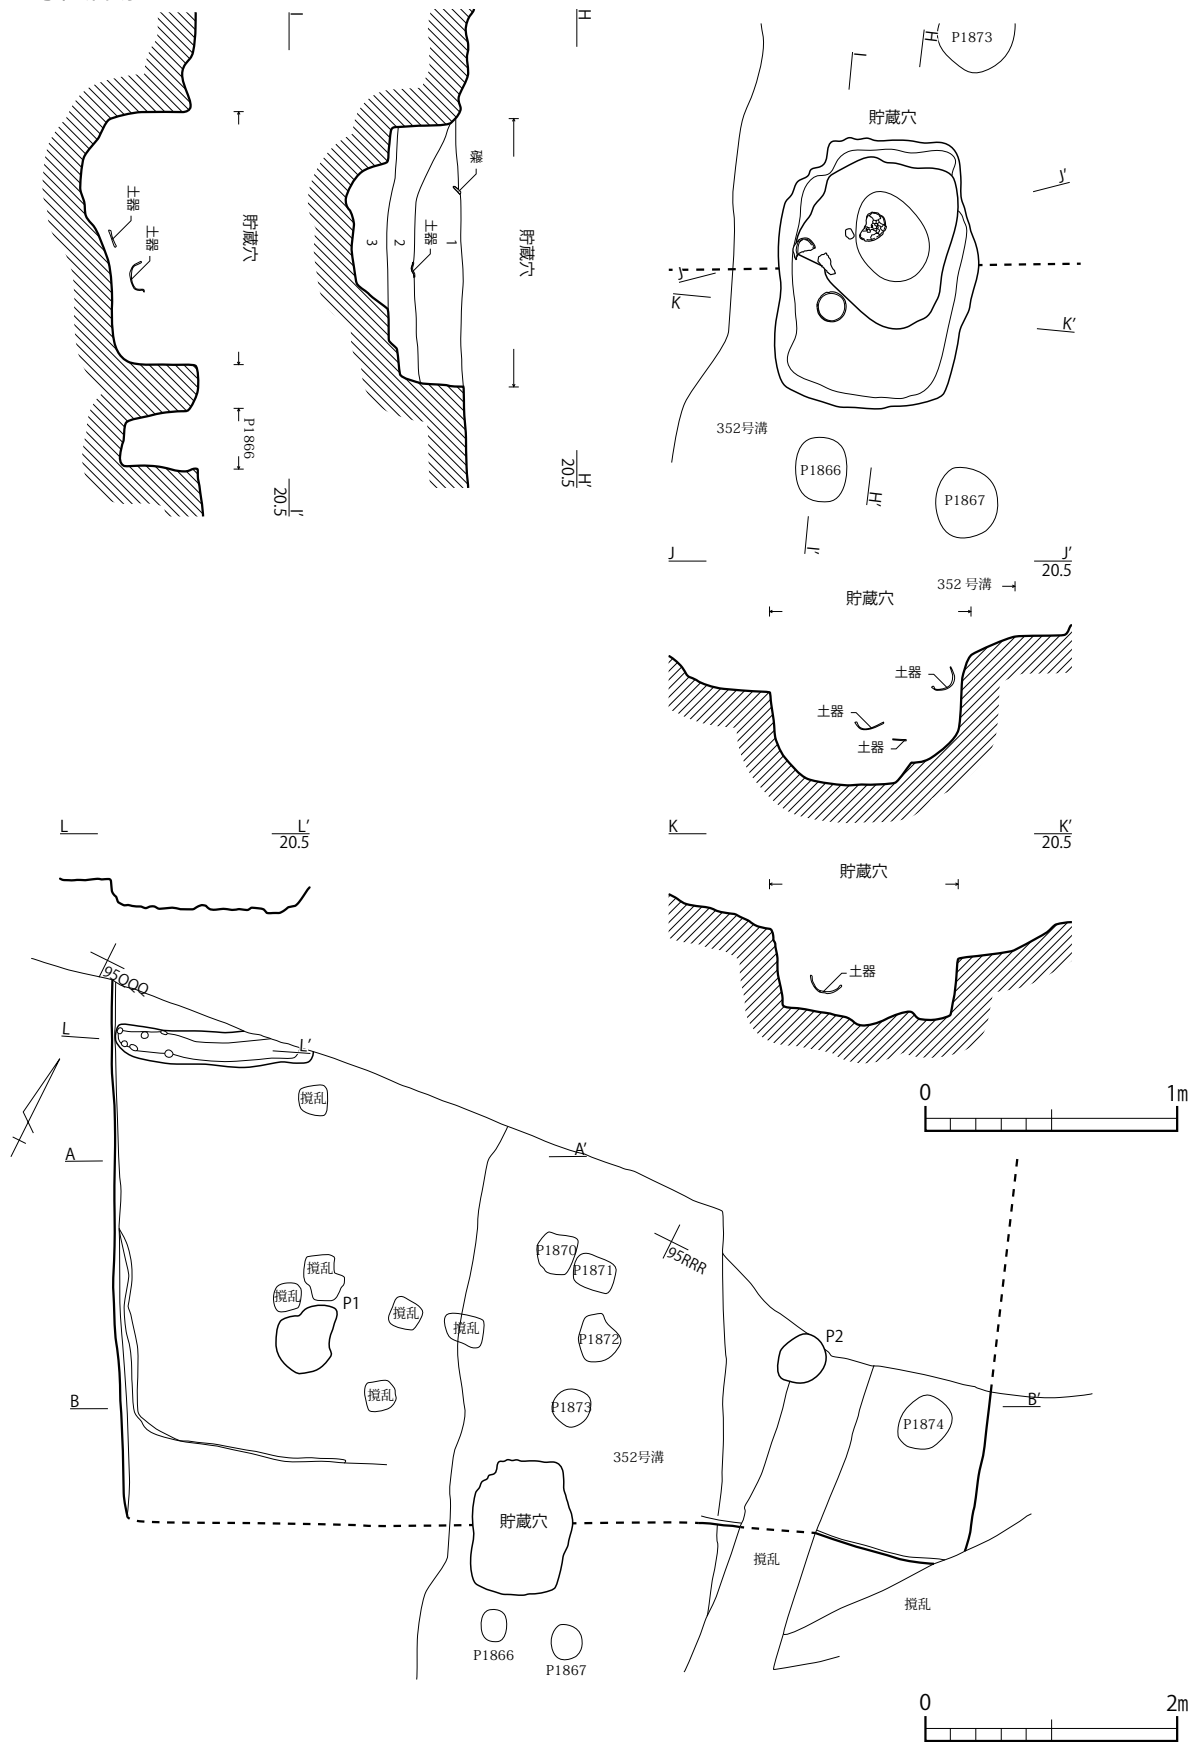 I
貯蔵穴
土器
土器
P1866
I'
20.5
H
礫
貯蔵穴
1
土器
2
3
H'
20.5
H
P1873
I
貯蔵穴
J'
J
K
K'
352号溝
P1866
H'
P1867
I'
J
J'
20.5
352 号溝
貯蔵穴
土器
土器
土器
K
K'
20.5
貯蔵穴
土器
L
L'
20.5
0
1m
95QQQ
L
L'
撹乱
A
A'
P1870
P1871
95RRR
撹乱
撹乱
P1
撹乱
撹乱
P1872
P2
撹乱
B
P1873
B'
P1874
352号溝
貯蔵穴
撹乱
撹乱
P1866
P1867
0
2m